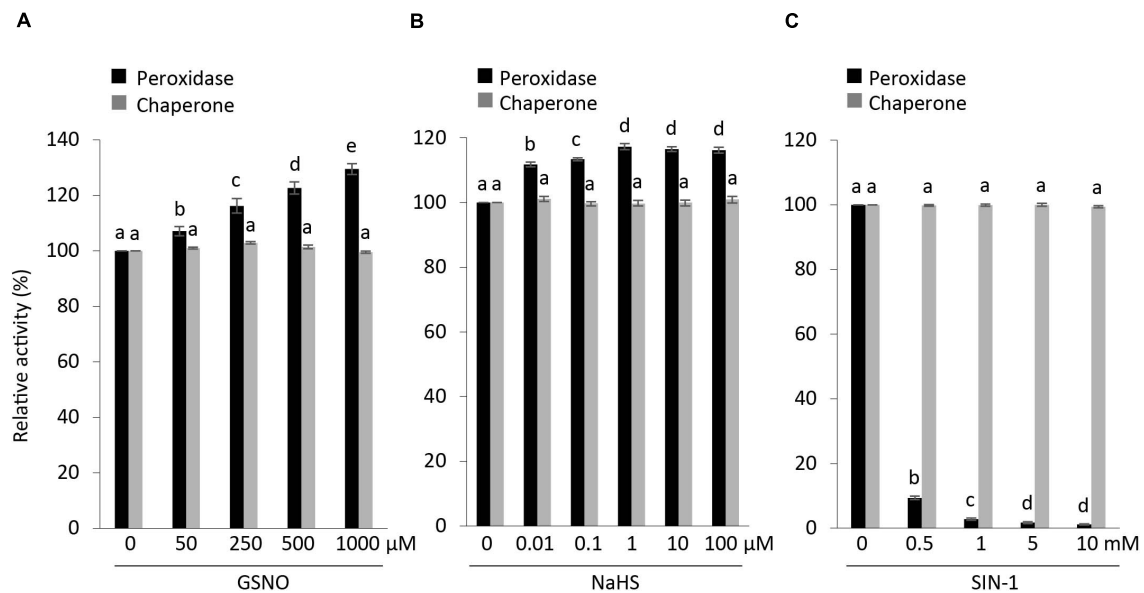 A
Peroxidase
Chaperone
Relative activity (%)
140
120
100
80
60
40
20
0
a a
b
a
c
a
d
a
e
a
0 50 250 500 1000 µM
GSNO
B
Peroxidase
Chaperone
120
100
80
60
40
20
0
a a
b
a
c
a
d
a
d
a
d
a
0 0.01 0.1 1 10 100 µM
NaHS
C
Peroxidase
Chaperone
120
100
80
60
40
20
0
a a
b
a
c
a
d
a
d
a
0 0.5 1 5 10 mM
SIN-1